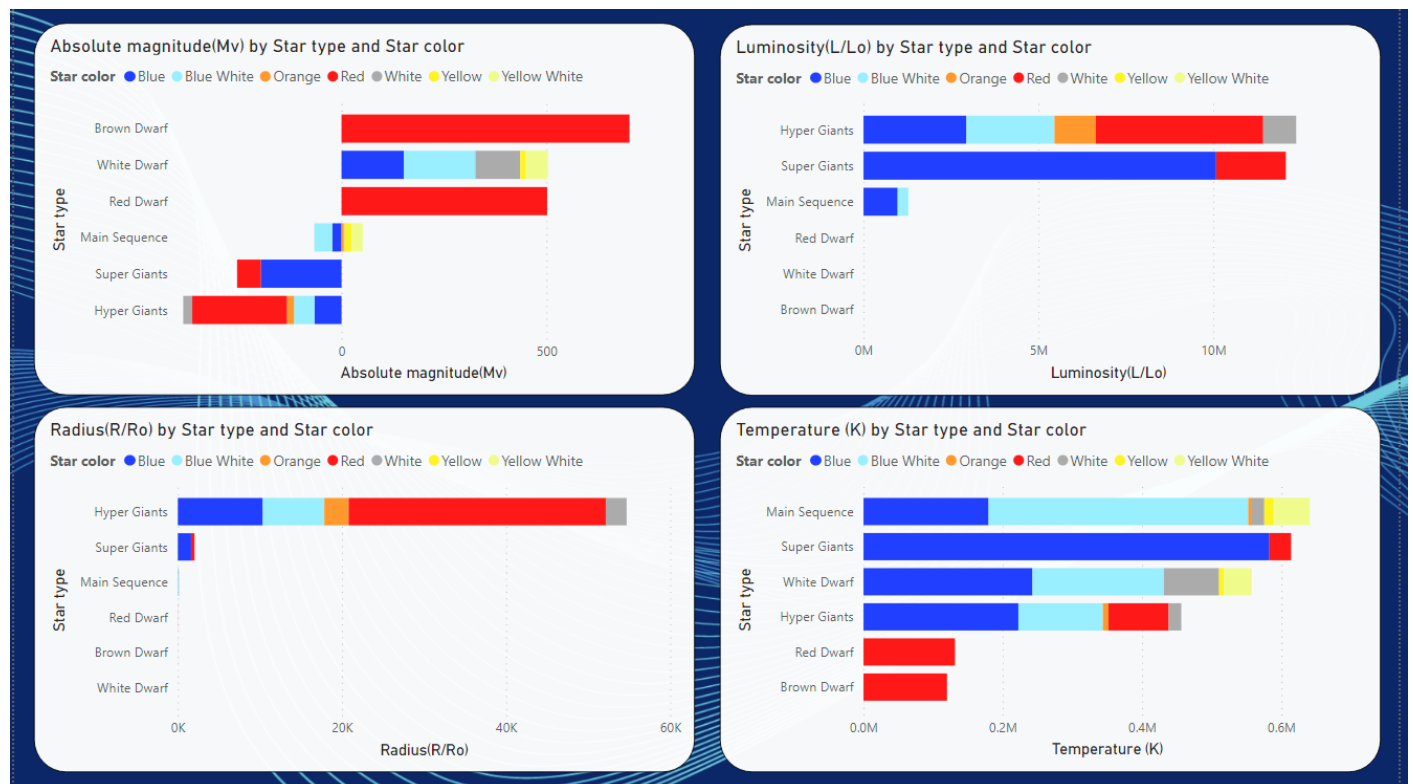 Absolute magnitude(Mv) by Star type and Star color
Star color Blue Blue White Orange Red White Yellow Yellow White
Star type
Brown Dwarf
White Dwarf
Red Dwarf
Main Sequence
Super Giants
Hyper Giants
0 500
Absolute magnitude(Mv)
Luminosity(L/Lo) by Star type and Star color
Star color Blue Blue White Orange Red White Yellow Yellow White
Star type
Hyper Giants
Super Giants
Main Sequence
Red Dwarf
White Dwarf
Brown Dwarf
0M 5M 10M
Luminosity(L/Lo)
Radius(R/Ro) by Star type and Star color
Star color Blue Blue White Orange Red White Yellow Yellow White
Star type
Hyper Giants
Super Giants
Main Sequence
Red Dwarf
Brown Dwarf
White Dwarf
0K 20K 40K 60K
Radius(R/Ro)
Temperature (K) by Star type and Star color
Star color Blue Blue White Orange Red White Yellow Yellow White
Star type
Main Sequence
Super Giants
White Dwarf
Hyper Giants
Red Dwarf
Brown Dwarf
0.0M 0.2M 0.4M 0.6M
Temperature (K)